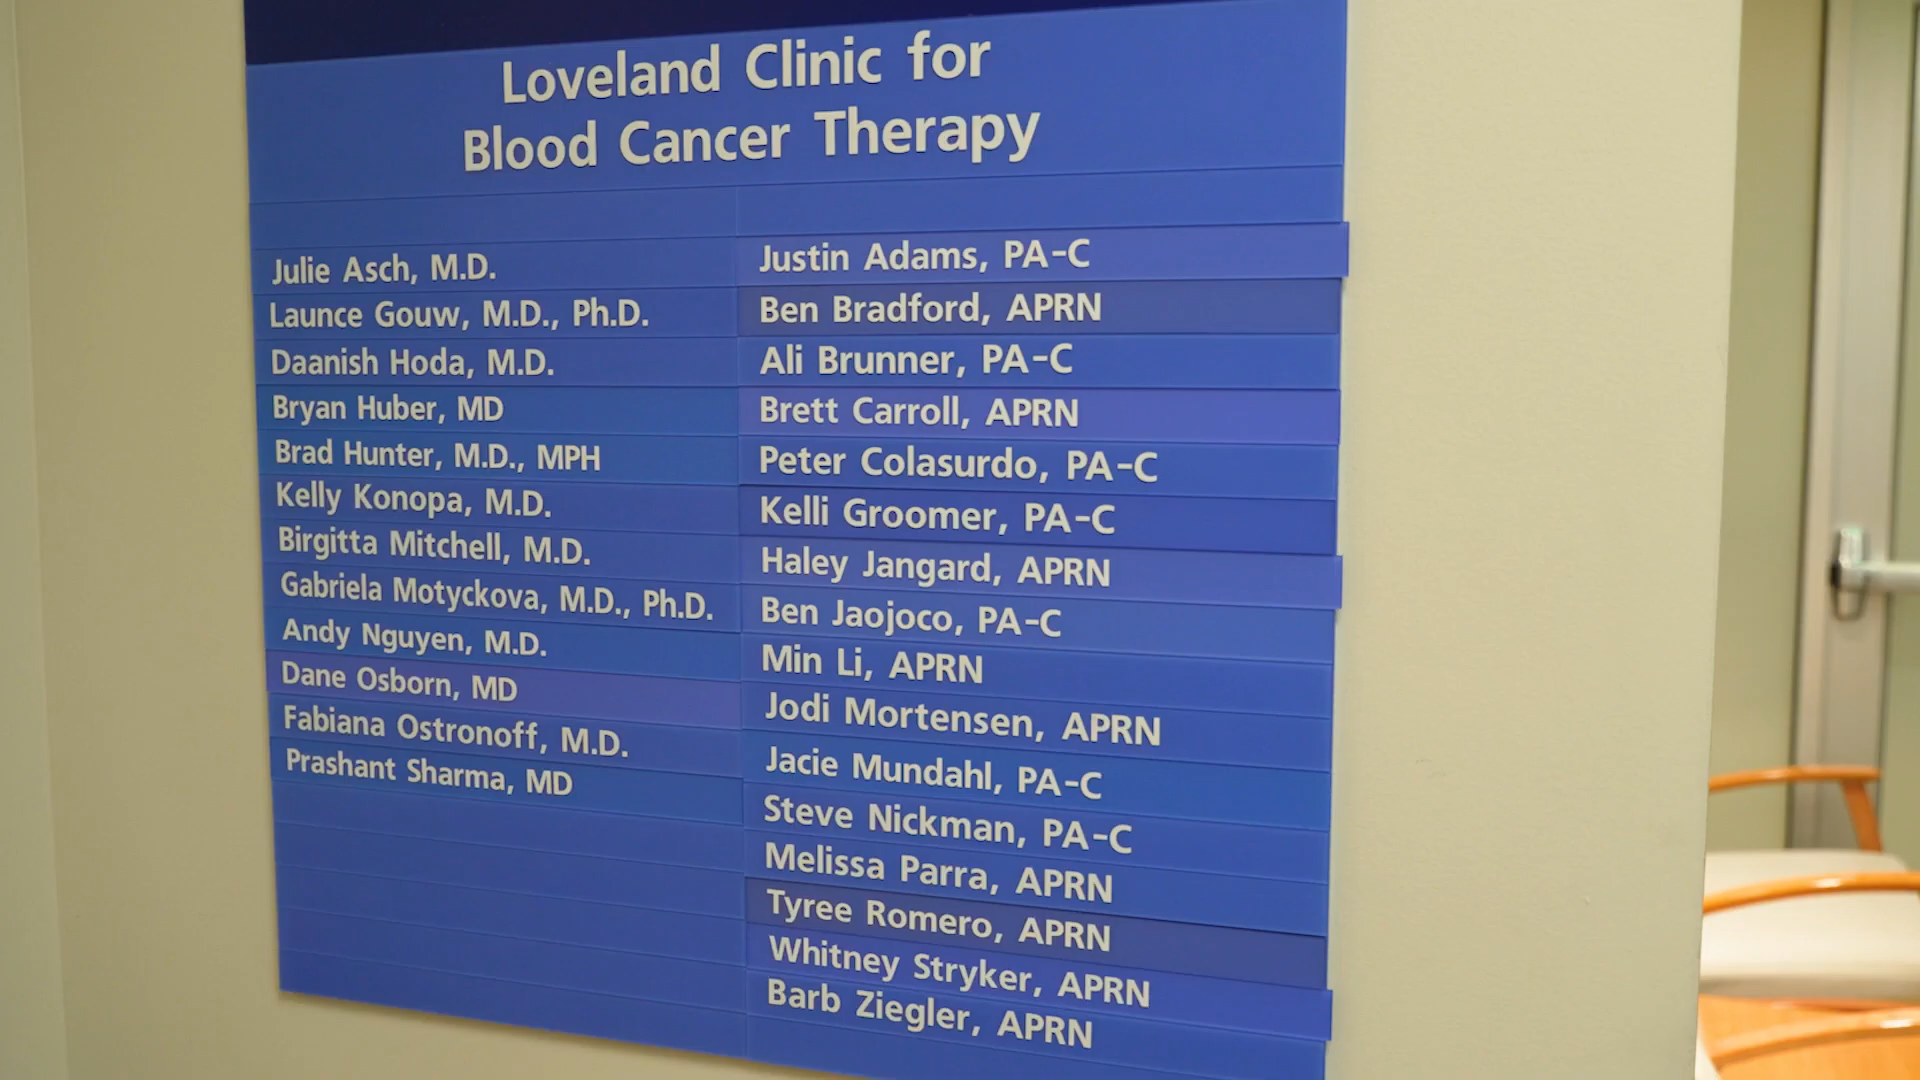 Loveland Clinic for
Blood Cancer Therapy
Julie Asch, M.D.
Launce Gouw, M.D., Ph.D.
Daanish Hoda, M.D.
Bryan Huber, MD
Brad Hunter, M.D., MPH
Kelly Konopa, M.D.
Birgitta Mitchell, M.D.
Gabriela Motyckova, M.D., Ph.D.
Andy Nguyen, M.D.
Dane Osborn, MD
Fabiana Ostronoff, M.D.
Prashant Sharma, MD
Justin Adams, PA-C
Ben Bradford, APRN
Ali Brunner, PA-C
Brett Carroll, APRN
Peter Colasurdo, PA-C
Kelli Groomer, PA-C
Haley Jangard, APRN
Ben Jaojoco, PA-C
Min Li, APRN
Jodi Mortensen, APRN
Jacie Mundahl, PA-C
Steve Nickman, PA-C
Melissa Parra, APRN
Tyree Romero, APRN
Whitney Stryker, APRN
Barb Ziegler, APRN